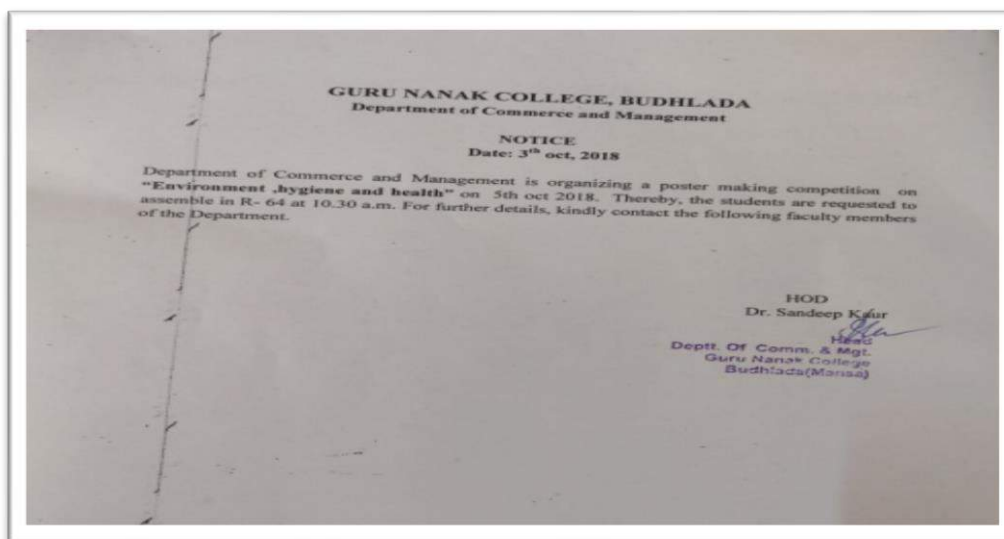 GURU NANAK COLLEGE, BUDHLADA
Department of Commerce and Management
NOTICE
Date: 3th oct, 2018
Department of Commerce and Management is organizing a poster making competition on
“Environment ,hygiene and health” on 5th oct 2018. Thereby, the students are requested to
assemble in R- 64 at 10.30 a.m. For further details, kindly contact the following faculty members
of the Department.
HOD
Dr. Sandeep Kaur
Head
Deptt. Of Comm. & Mgt.
Guru Nanak College
Budhlada(Mansa)